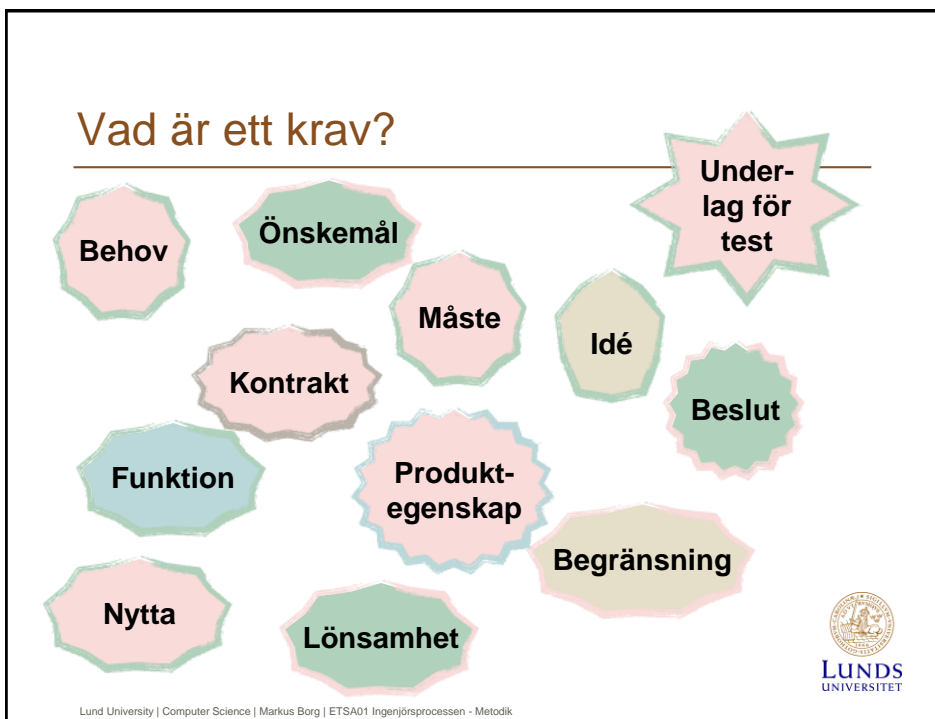 Vad är ett krav?
Under-
lag för
test
Behov
Önskemål
Måste
Idé
Kontrakt
Beslut
Funktion
Produkt-
egenskap
Begränsning
Nytta
Lönsamhet
LUNDS
UNIVERSITET
Lund University | Computer Science | Markus Borg | ETSA01 Ingenjörsprocessen - Metodik